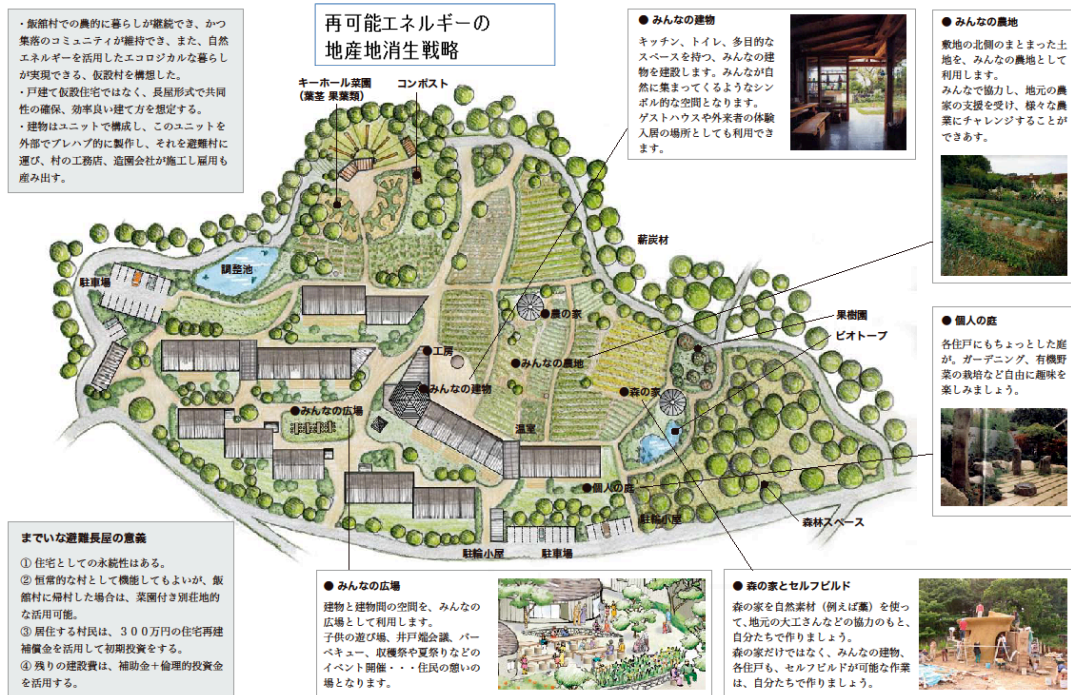 ・飯舘村での農的に暮らしが継続でき、かつ
集落のコミュニティが維持でき、また、自然
エネルギーを活用したエコロジカルな暮らし
が実現できる、仮設村を構想した。
・戸建て仮設住宅ではなく、長屋形式で共同
性の確保、効率良い建て方を想定する。
・建物はユニットで構成し、このユニットを
外部でプレハブ的に製作し、それを避難村に
運び、村の工務店、造園会社が施工し雇用も
産み出す。
再可能エネルギーの
地産地消生戦略
キーホール菜園
(葉茎 果葉類)
コンポスト
● みんなの建物
キッチン、トイレ、多目的な
スペースを持つ、みんなの建
物を建設します。みんなが自
然に集まってくるようなシン
ボル的な空間となります。
ゲストハウスや外来者の体験
入居の場所としても利用でき
ます。
● みんなの農地
敷地の北側のまとまった土
地を、みんなの農地として
利用します。
みんなで協力し、地元の農
家の支援を受け、様々な農
業にチャレンジすることが
できあす。
薪炭材
調整池
駐車場
●農の家
果樹園
ビオトープ
●工房
●みんなの農地
●みんなの建物
●森の家
●みんなの広場
温室
●個人の庭
駐輪小屋
森林スペース
駐輪小屋
駐車場
● 個人の庭
各住戸にもちょっとした庭
が。ガーデニング、有機野
菜の栽培など自由に趣味を
楽しみましょう。
までいな避難長屋の意義
① 住宅としての永続性はある。
② 恒常的な村として機能してもよいが、飯
舘村に帰村した場合は、菜園付き別荘地的
な活用可能。
③ 居住する村民は、３００万円の住宅再建
補償金を活用して初期投資をする。
④ 残りの建設費は、補助金＋倫理的投資金
を活用する。
● みんなの広場
建物と建物間の空間を、みんなの
広場として利用します。
子供の遊び場、井戸端会議、バー
ベキュー、収穫祭や夏祭りなどの
イベント開催・・・住民の憩いの
場となります。
● 森の家とセルフビルド
森の家を自然素材（例えば藁）を使っ
て、地元の大工さんなどの協力のもと、
自分たちで作りましょう。
森の家だけではなく、みんなの建物、
各住戸も、セルフビルドが可能な作業
は、自分たちで作りましょう。